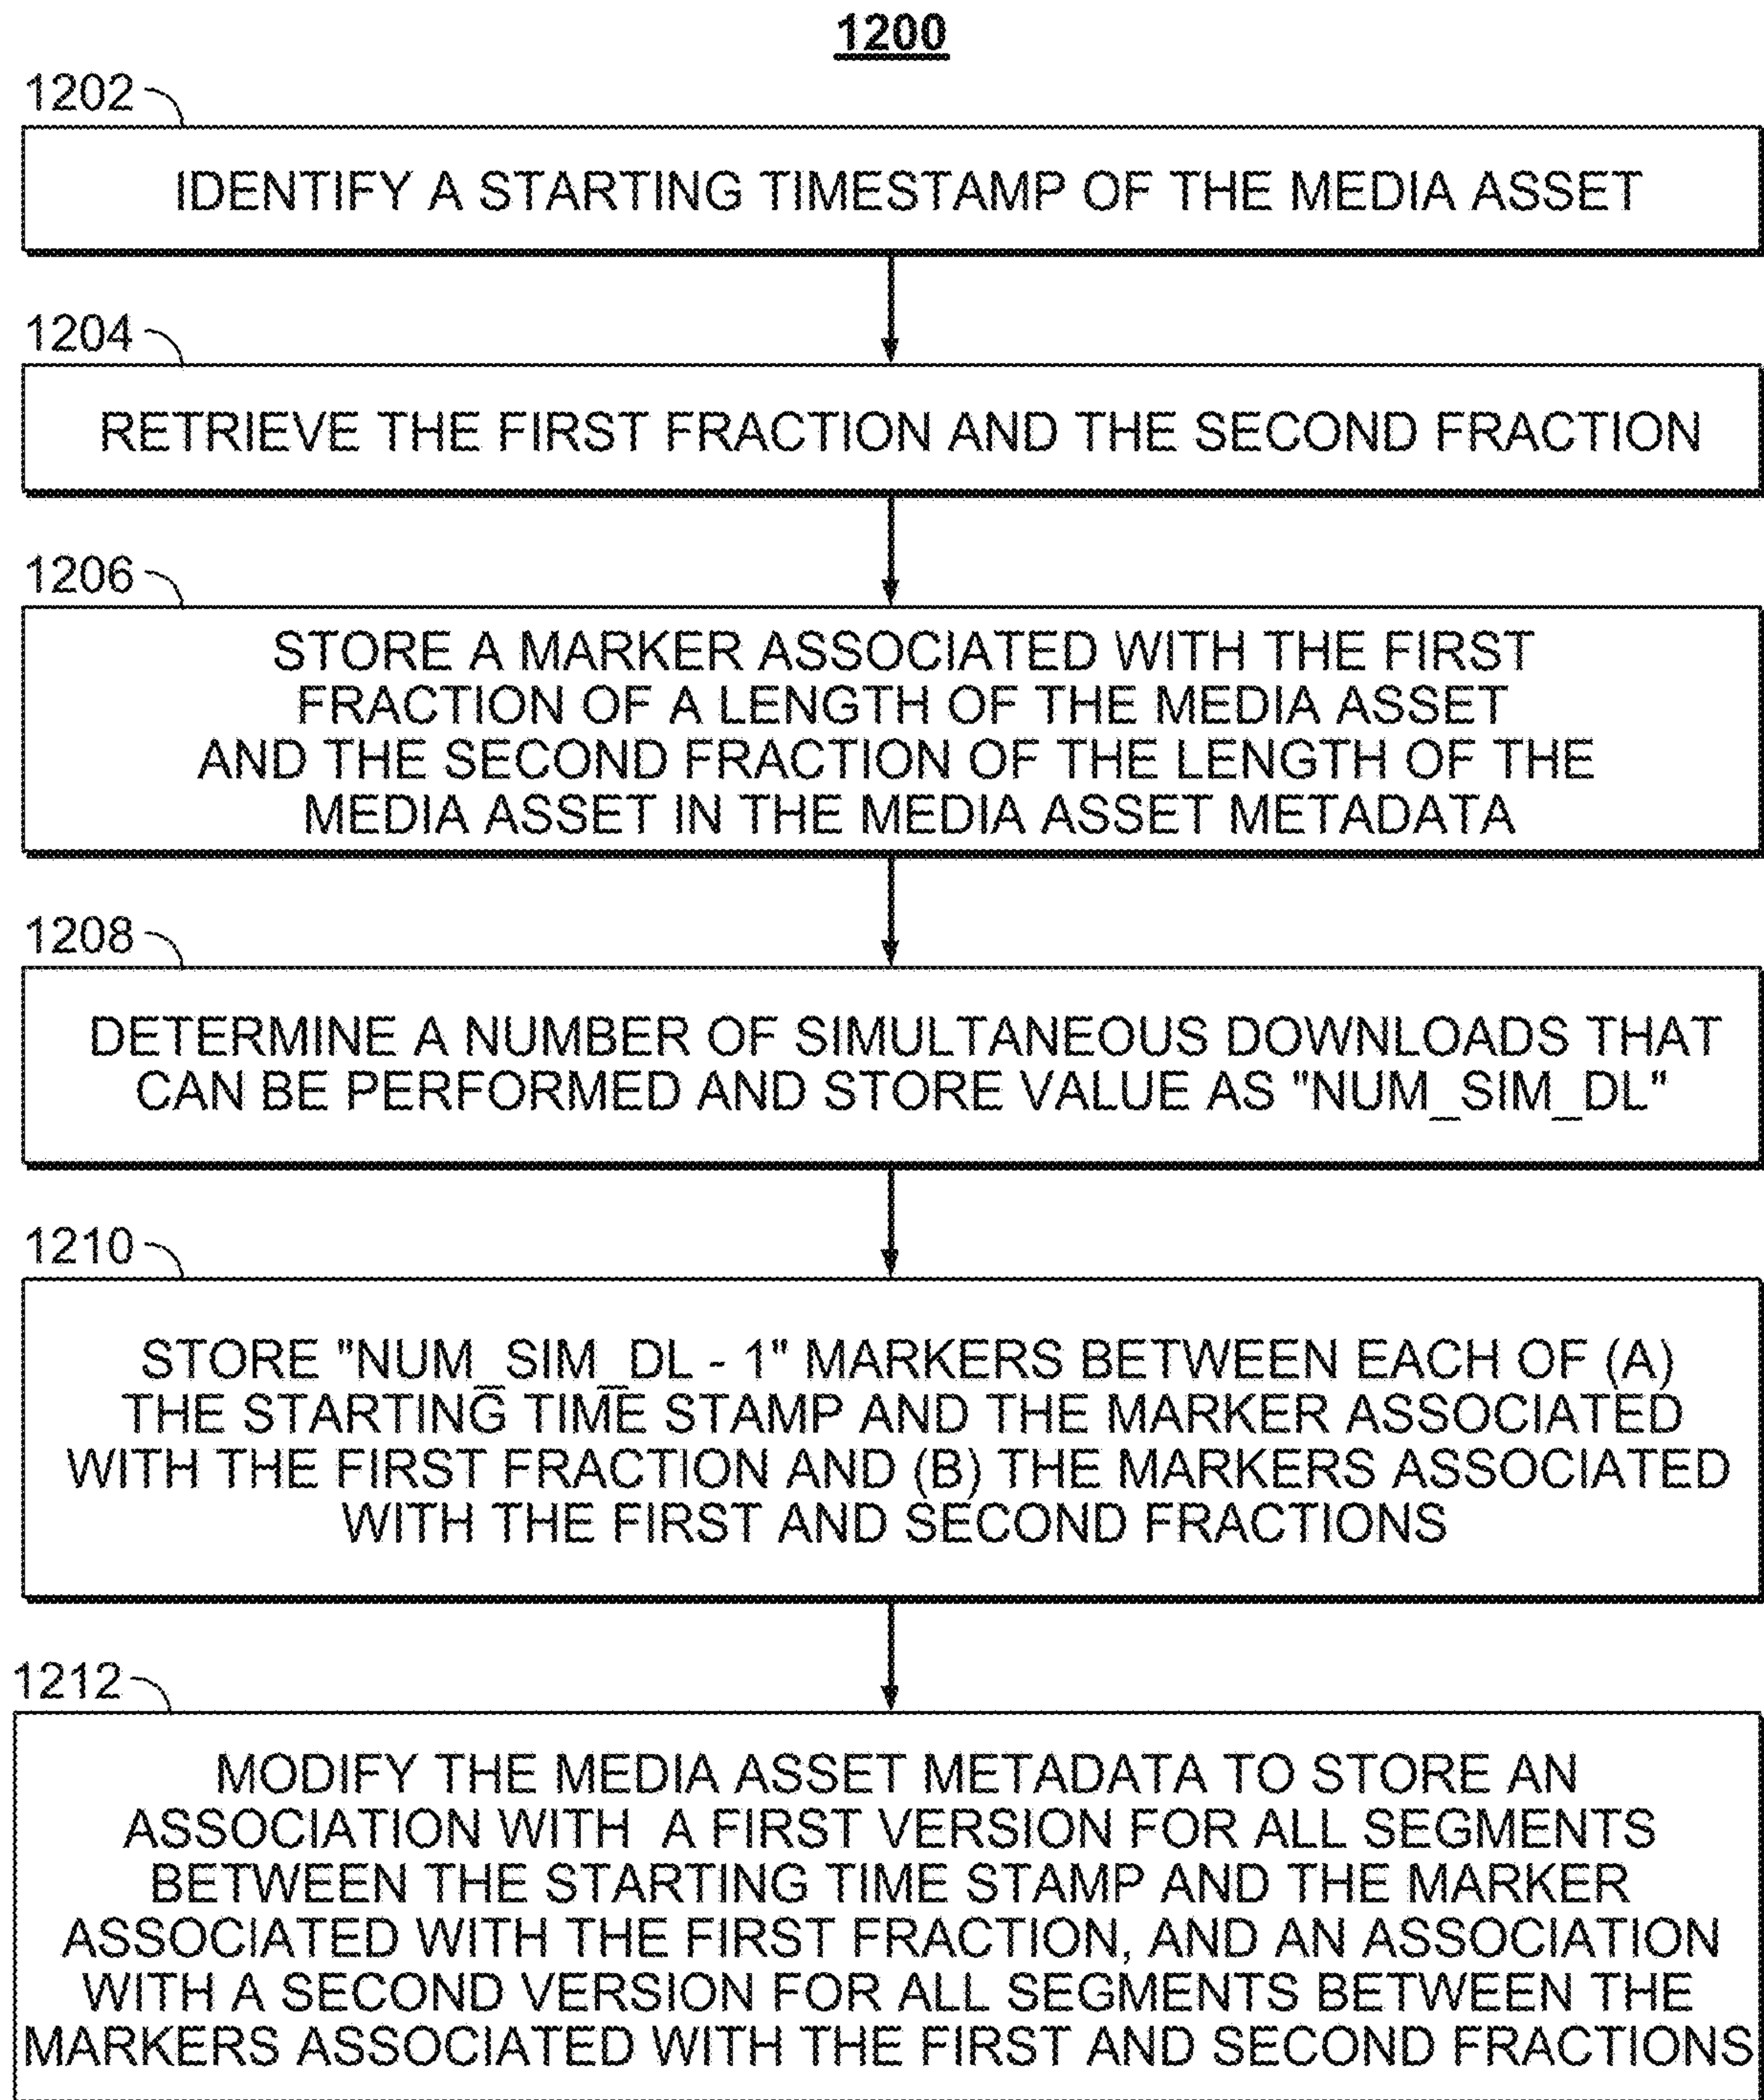 1200
1202
IDENTIFY A STARTING TIMESTAMP OF THE MEDIA ASSET
1204
RETRIEVE THE FIRST FRACTION AND THE SECOND FRACTION
1206
STORE A MARKER ASSOCIATED WITH THE FIRST
FRACTION OF A LENGTH OF THE MEDIA ASSET
AND THE SECOND FRACTION OF THE LENGTH OF THE
MEDIA ASSET IN THE MEDIA ASSET METADATA
1208
DETERMINE A NUMBER OF SIMULTANEOUS DOWNLOADS THAT
CAN BE PERFORMED AND STORE VALUE AS "NUM_SIM_DL"
1210
STORE "NUM_SIM_DL - 1" MARKERS BETWEEN EACH OF (A)
THE STARTING TIME STAMP AND THE MARKER ASSOCIATED
WITH THE FIRST FRACTION AND (B) THE MARKERS ASSOCIATED
WITH THE FIRST AND SECOND FRACTIONS
1212
MODIFY THE MEDIA ASSET METADATA TO STORE AN
ASSOCIATION WITH A FIRST VERSION FOR ALL SEGMENTS
BETWEEN THE STARTING TIME STAMP AND THE MARKER
ASSOCIATED WITH THE FIRST FRACTION, AND AN ASSOCIATION
WITH A SECOND VERSION FOR ALL SEGMENTS BETWEEN THE
MARKERS ASSOCIATED WITH THE FIRST AND SECOND FRACTIONS